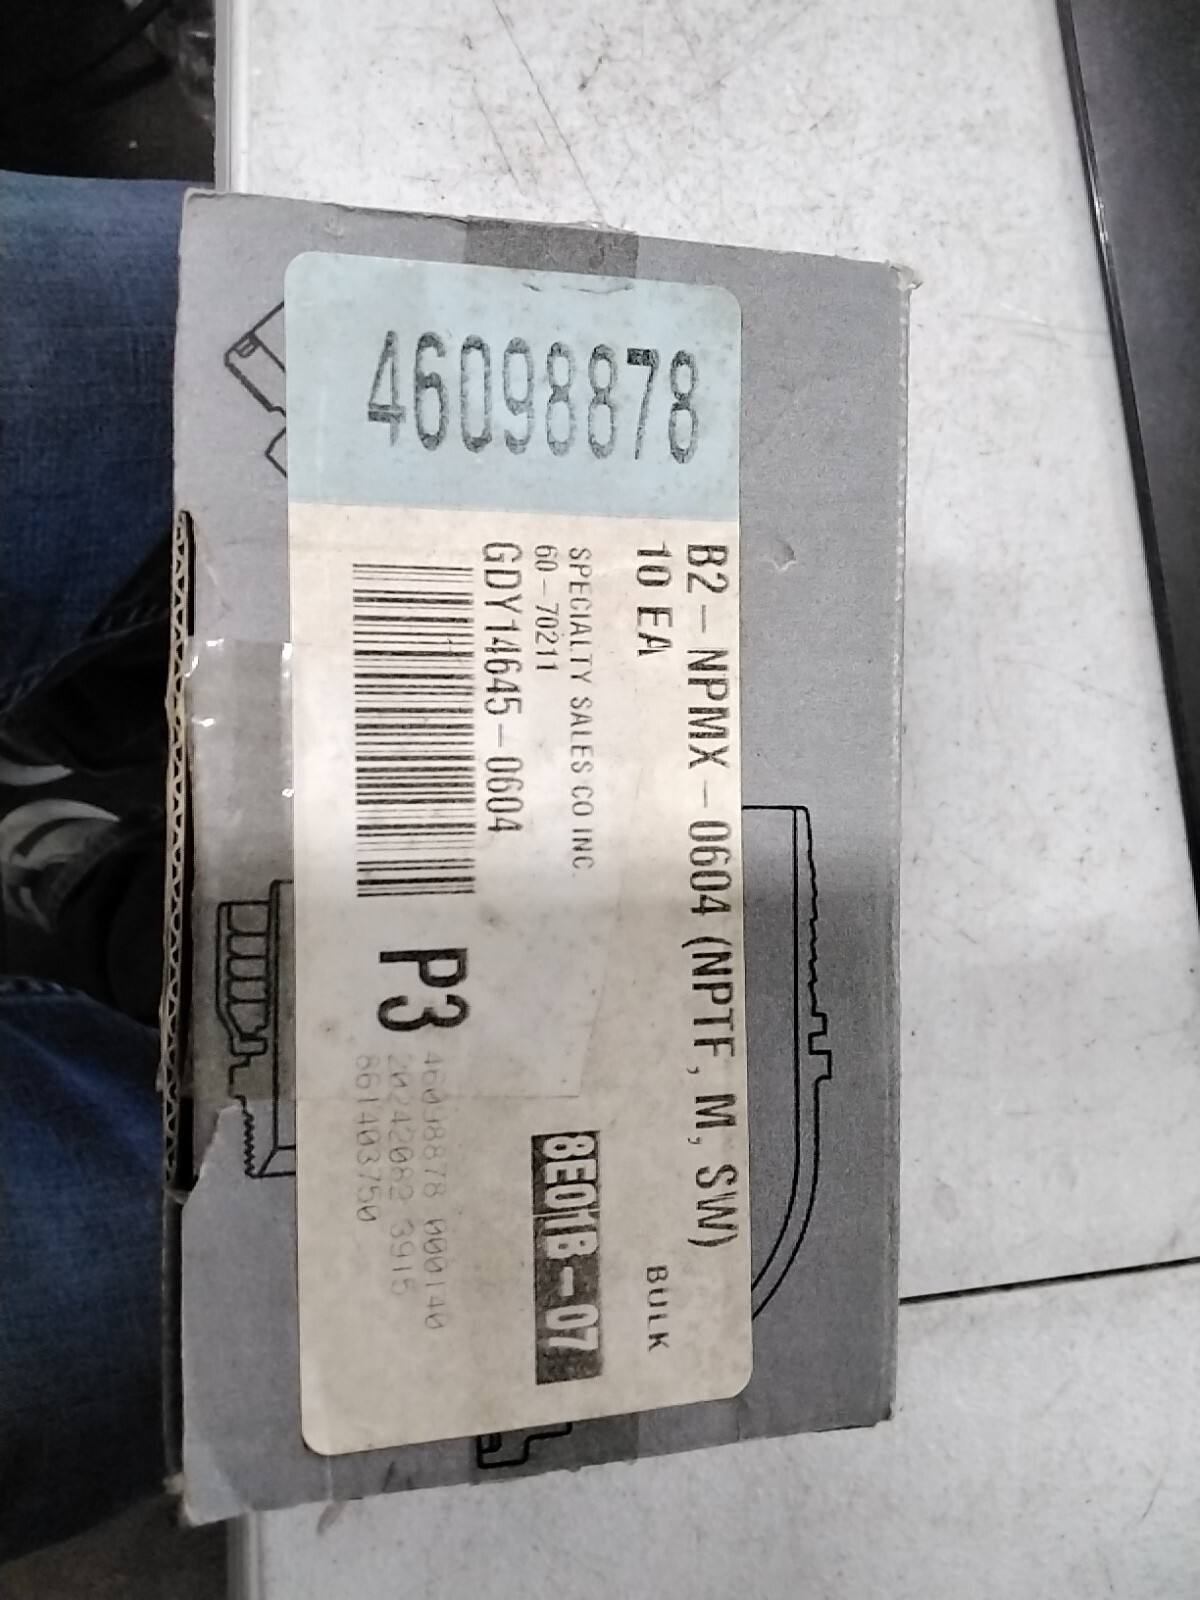 46098878
B2-NPMX-0604 (NPTF, M, SW)
10 EA
BULK
SPECIALTY SALES CO INC.
60-70211
8E01B-07
GDY14645-0604
P3
46098878 000140
20242082 3915
861403750